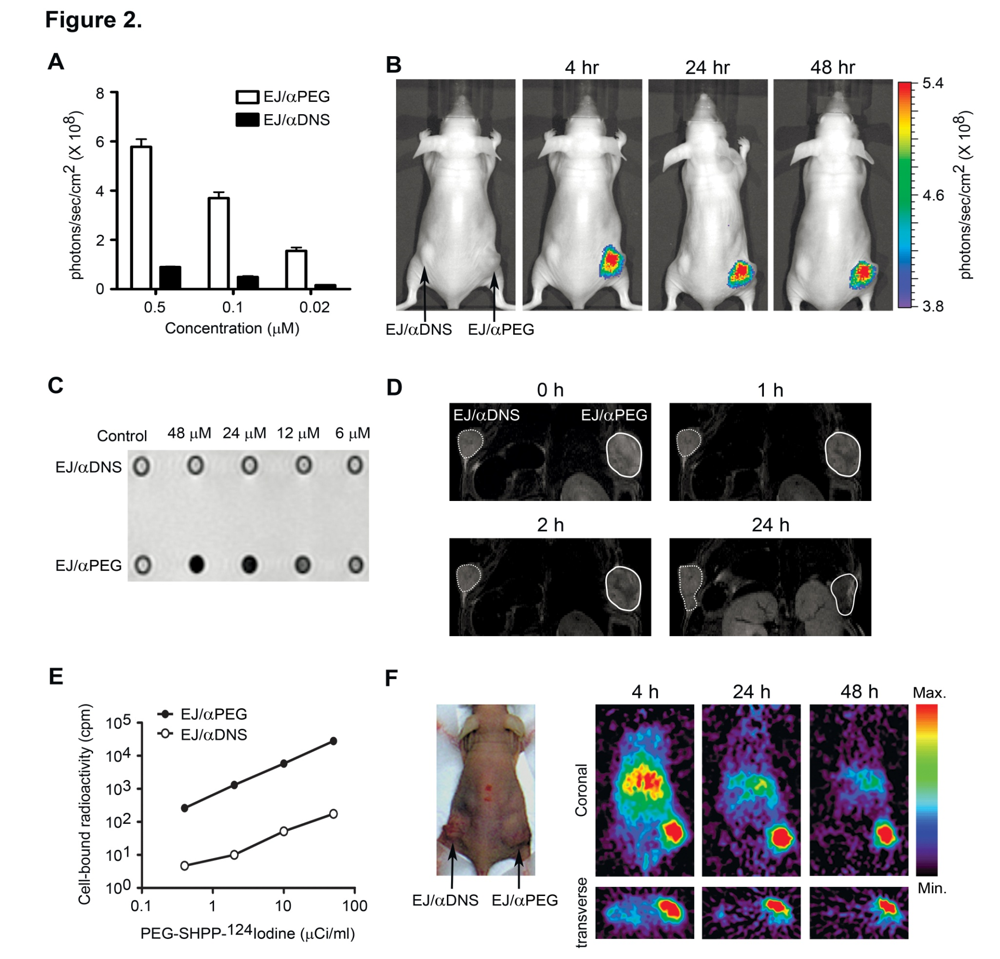 Figure 2.
A
8
6
4
2
0
photons/sec/cm2 (X 108)
EJ/αPEG
EJ/αDNS
0.5 0.1 0.02
Concentration (μM)
B
4 hr 24 hr 48 hr
5.4
4.6
3.8
photons/sec/cm2 (X 108)
EJ/αDNS EJ/αPEG
C
Control 48 μM 24 μM 12 μM 6 μM
EJ/αDNS
EJ/αPEG
D
0 h 1 h
EJ/αDNS EJ/αPEG
2 h 24 h
E
EJ/αPEG
EJ/αDNS
Cell-bound radioactivity (cpm)
105
104
103
102
101
100
0.1 1 10 100
PEG-SHPP-124Iodine (μCi/ml)
F
4 h 24 h 48 h
Max.
Coronal
Min.
transverse
EJ/αDNS EJ/αPEG